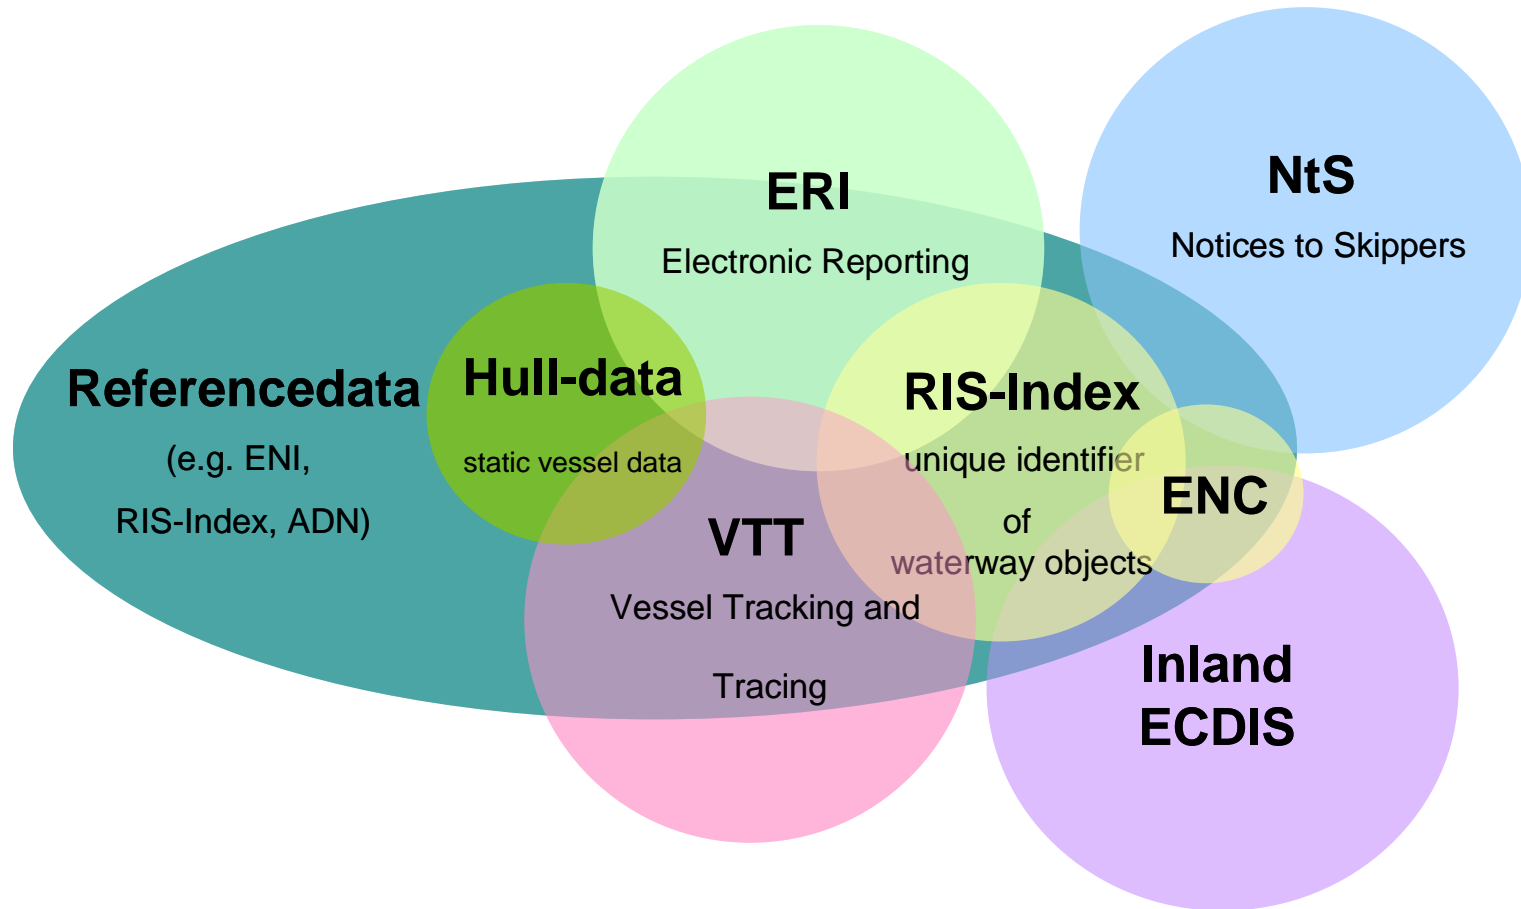 ERI
Electronic Reporting
NtS
Notices to Skippers
Referencedata
(e.g. ENI,
RIS-Index, ADN)
Hull-data
static vessel data
RIS-Index
unique identifier
of
waterway objects
ENC
VTT
Vessel Tracking and
Tracing
Inland
ECDIS